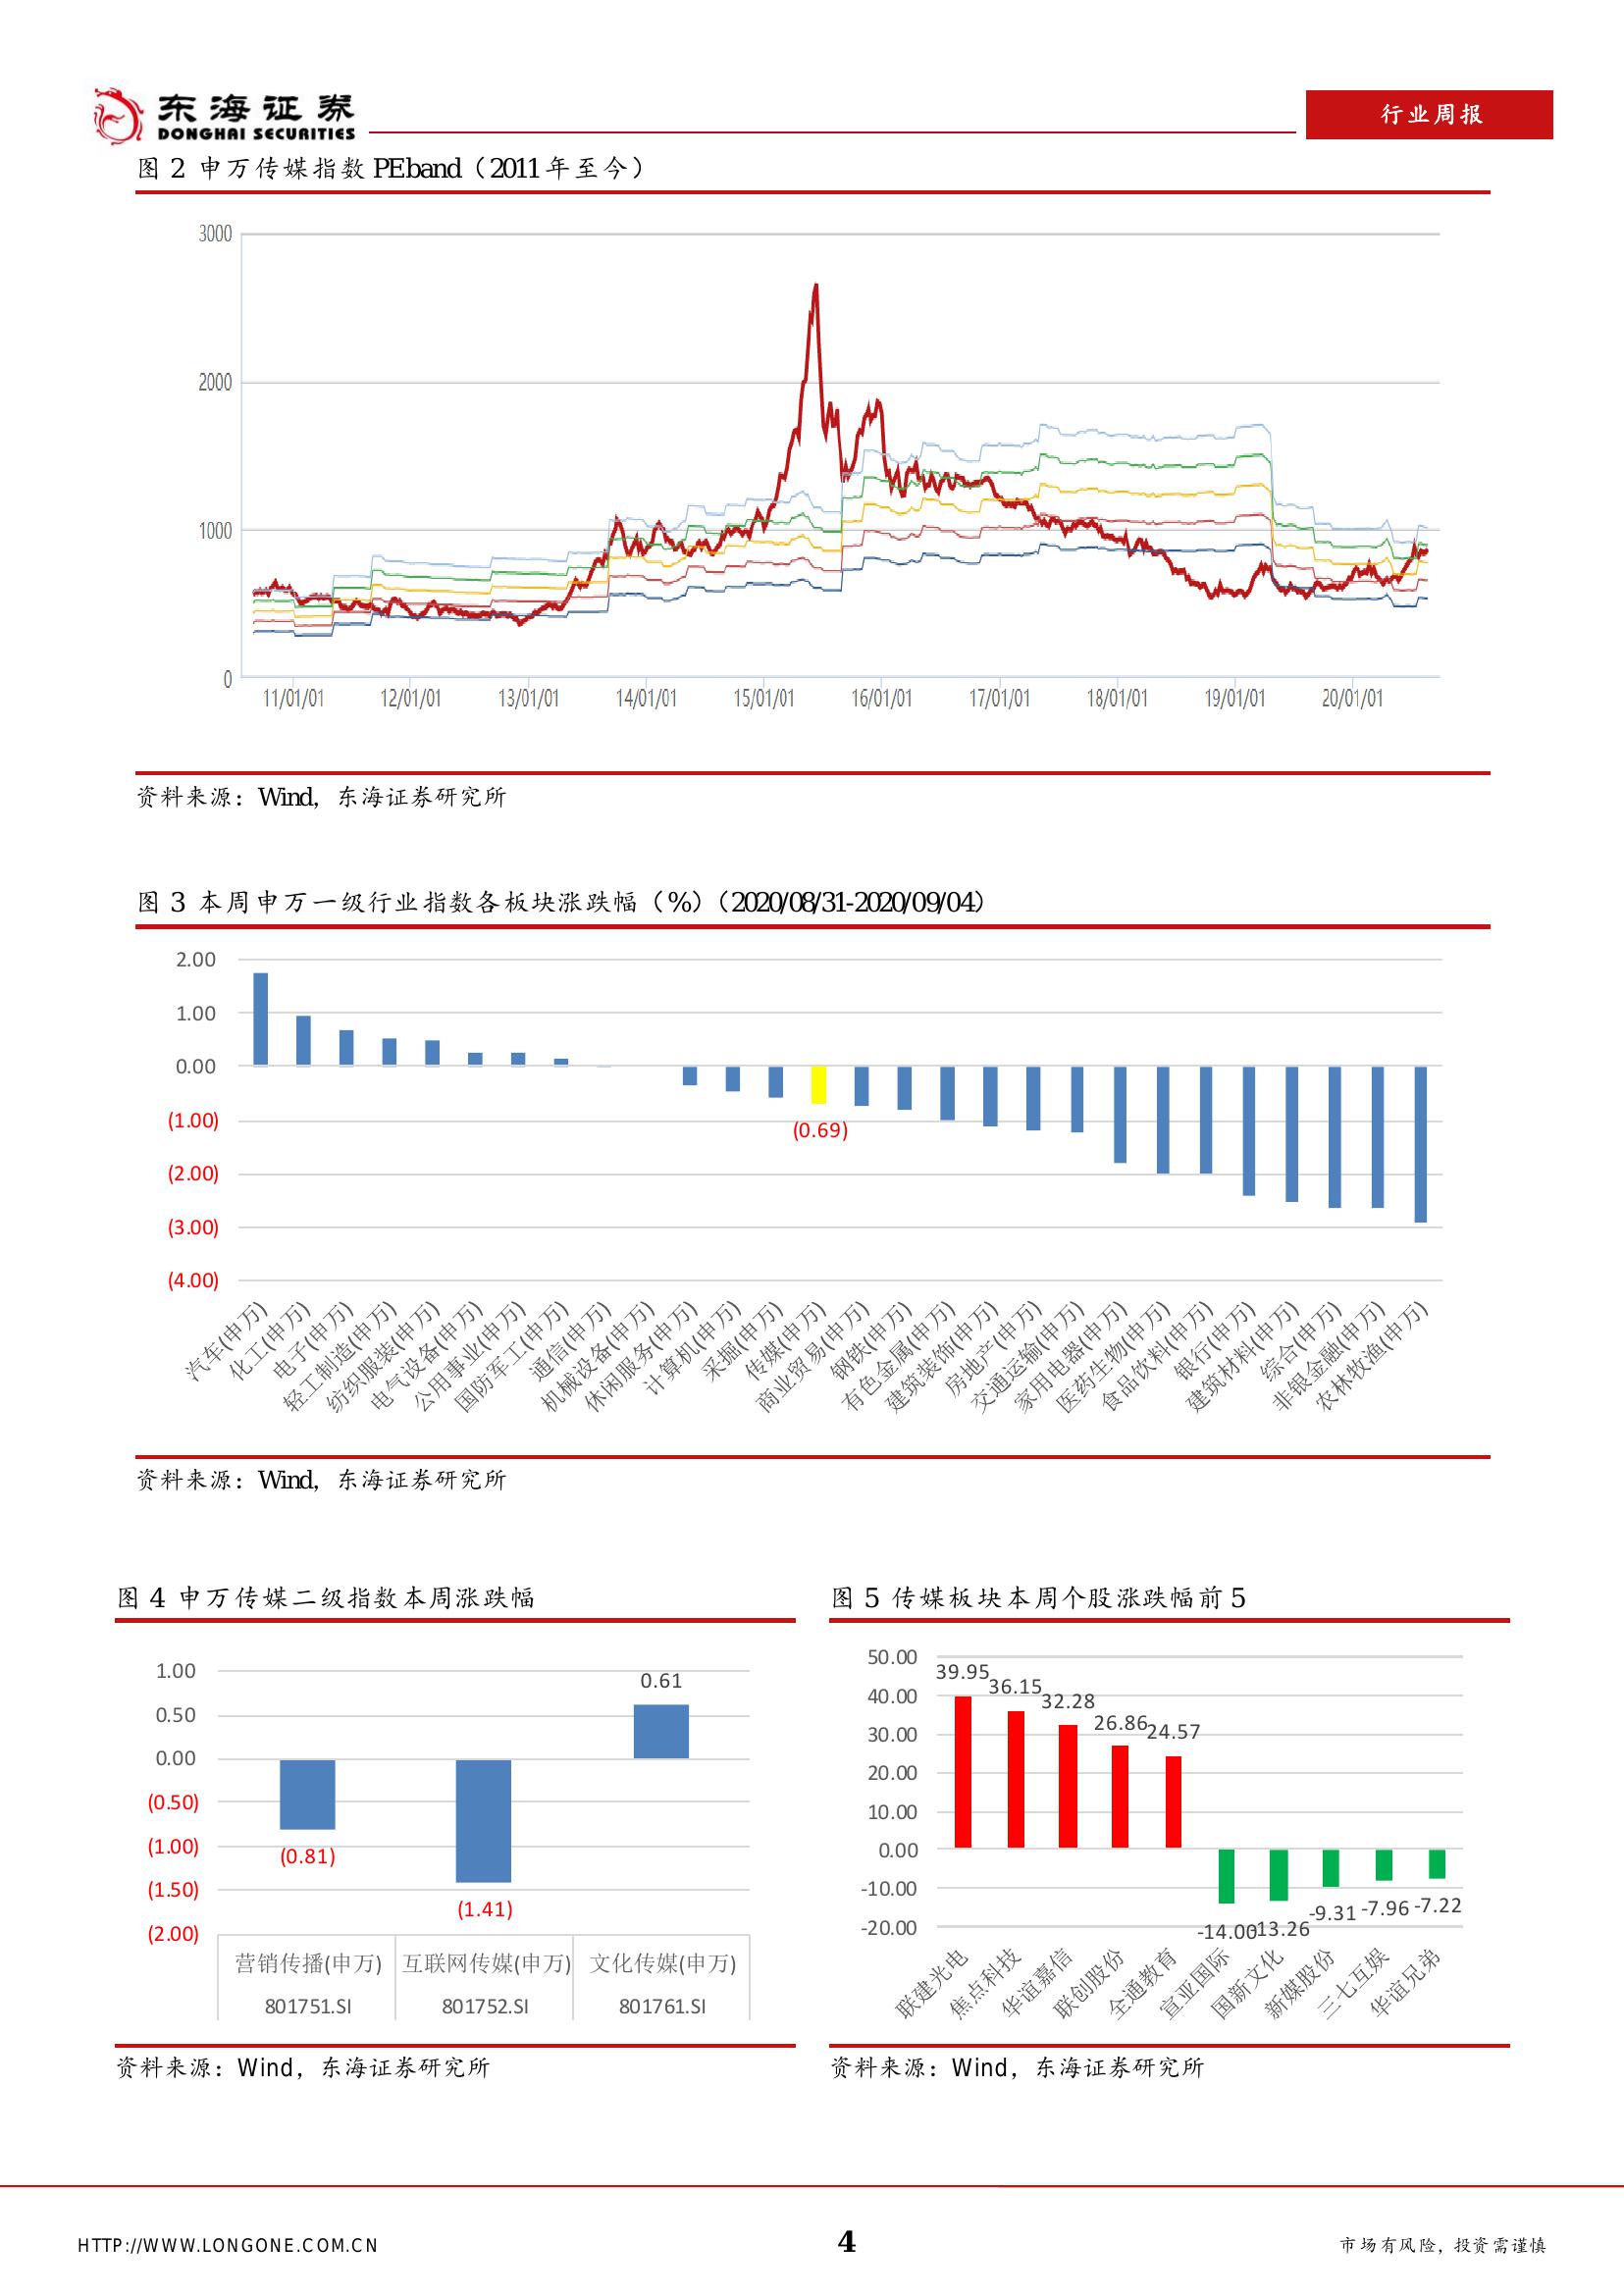 东海证券
DONGHAI SECURITIES
行业周报
图 2 申万传媒指数 PEband（2011 年至今）
3000
2000
1000
0
11/01/01 12/01/01 13/01/01 14/01/01 15/01/01 16/01/01 17/01/01 18/01/01 19/01/01 20/01/01
资料来源：Wind，东海证券研究所
图 3 本周申万一级行业指数各板块涨跌幅（%）（2020/08/31-2020/09/04）
2.00
1.00
0.00
(1.00)
(0.69)
(2.00)
(3.00)
(4.00)
汽车(申万) 化工(申万) 电子(申万) 轻工制造(申万) 纺织服装(申万) 电气设备(申万) 公用事业(申万) 国防军工(申万) 通信(申万) 机械设备(申万) 休闲服务(申万) 计算机(申万) 采掘(申万) 传媒(申万) 商业贸易(申万) 钢铁(申万) 有色金属(申万) 建筑装饰(申万) 房地产(申万) 交通运输(申万) 家用电器(申万) 医药生物(申万) 食品饮料(申万) 银行(申万) 建筑材料(申万) 综合(申万) 非银金融(申万) 农林牧渔(申万)
资料来源：Wind，东海证券研究所
图 4 申万传媒二级指数本周涨跌幅
1.00
0.50
0.00
(0.50)
(1.00)
(1.50)
(2.00)
(0.81)
(1.41)
0.61
营销传播(申万) 互联网传媒(申万) 文化传媒(申万)
801751.SI 801752.SI 801761.SI
资料来源：Wind，东海证券研究所
图 5 传媒板块本周个股涨跌幅前 5
50.00
40.00
30.00
20.00
10.00
0.00
-10.00
-20.00
39.95 36.15 32.28 26.86 24.57
-14.00 -13.26 -9.31 -7.96 -7.22
联建光电 焦点科技 华谊嘉信 联创股份 全通教育 宣亚国际 国新文化 新媒股份 三七互娱 华谊兄弟
资料来源：Wind，东海证券研究所
HTTP://WWW.LONGONE.COM.CN
4
市场有风险，投资需谨慎